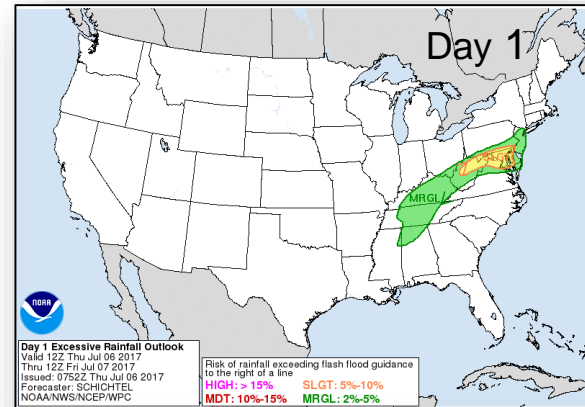 Day 1
SLGT
MRGL
NOAA
Day 1 Excessive Rainfall Outlook
Valid 12Z Thu Jul 06 2017
Thru 12Z Fri Jul 07 2017
Issued: 0752Z Thu Jul 06 2017
Forecaster: SCHICHTEL
NOAA/NWS/NCEP/WPC
Risk of rainfall exceeding flash flood guidance
to the right of a line
HIGH: > 15% SLGT: 5%-10%
MDT: 10%-15% MRGL: 2%-5%